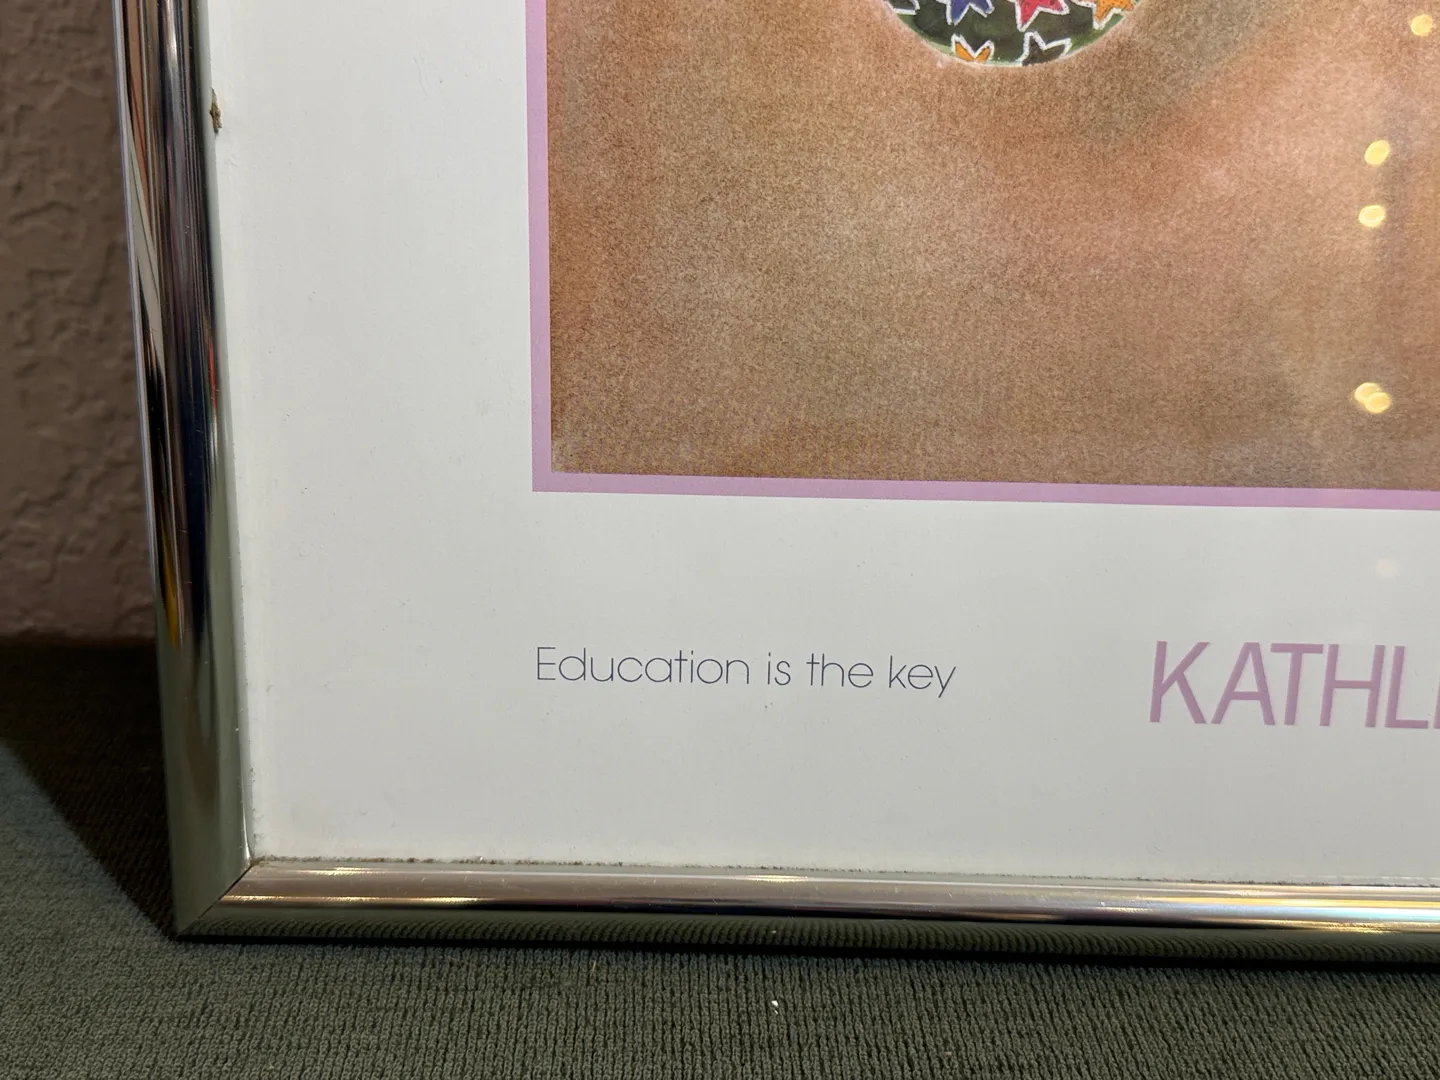 Education is the key
KATHL